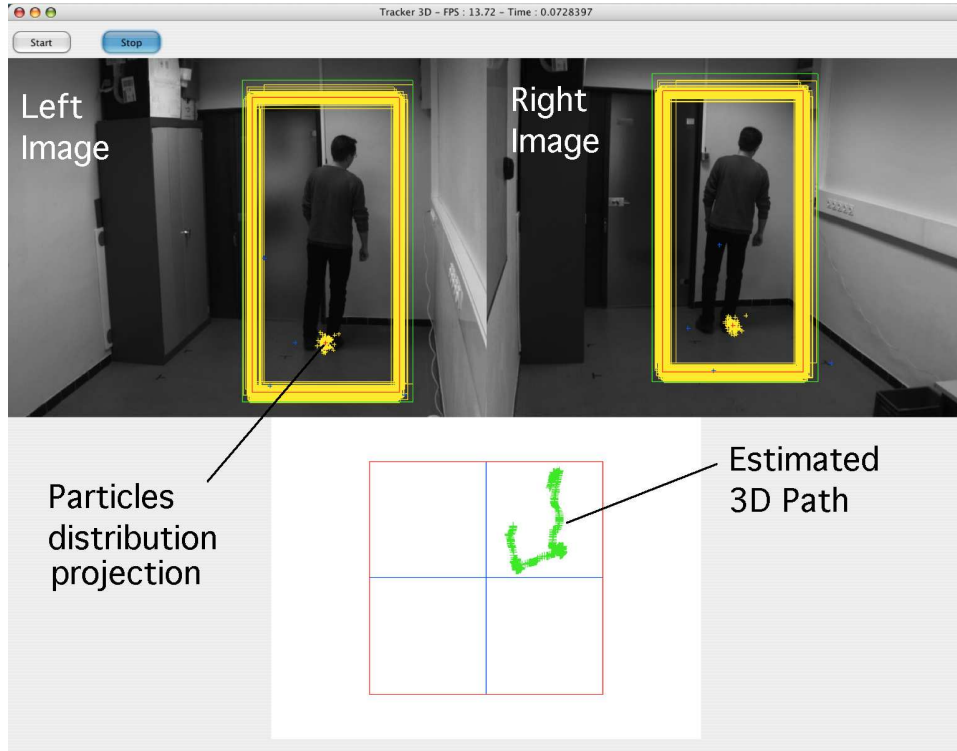 Tracker 3D - FPS : 13.72 - Time : 0.0728397
Start
Stop
Left
Image
Right
Image
Particles
distribution
projection
Estimated
3D Path